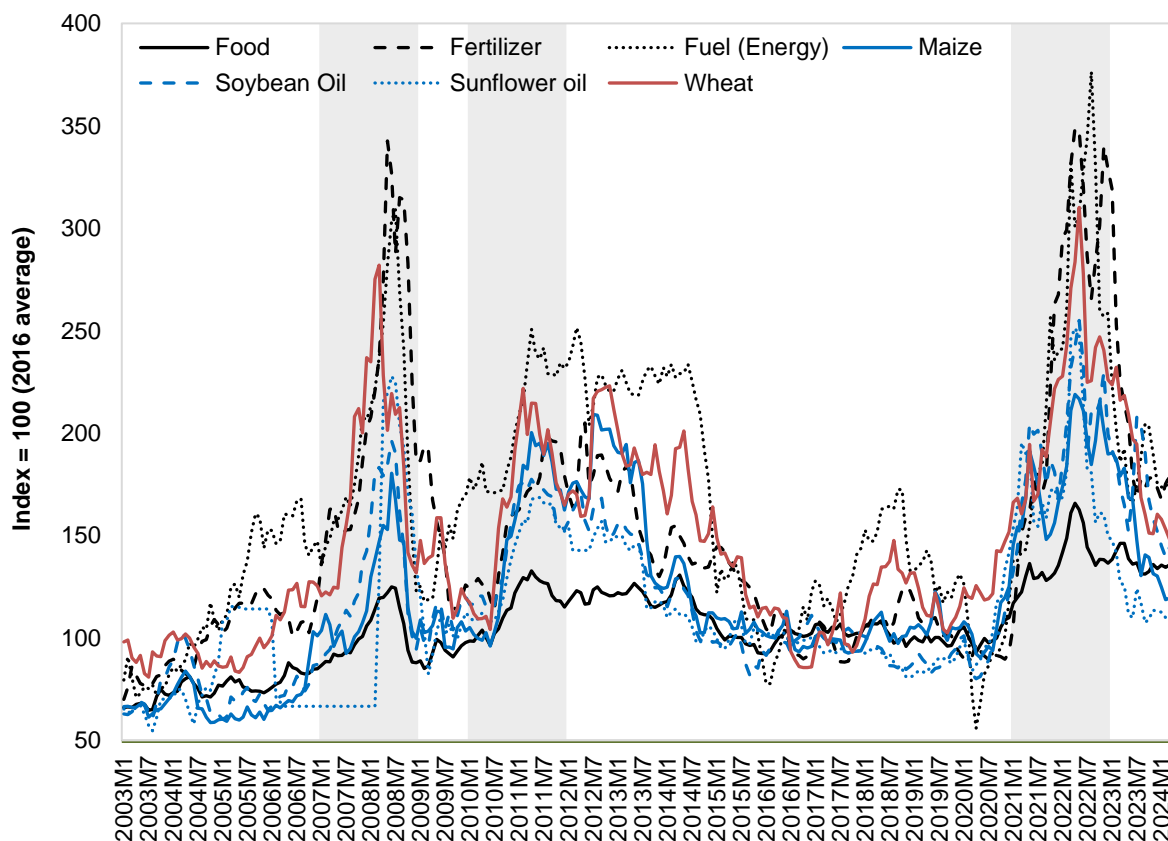 400
350
300
250
200
150
100
50
Index = 100 (2016 average)
Food
Fertilizer
Fuel (Energy)
Maize
Soybean Oil
Sunflower oil
Wheat
2003M1
2003M7
2004M1
2004M7
2005M1
2005M7
2006M1
2006M7
2007M1
2007M7
2008M1
2008M7
2009M1
2009M7
2010M1
2010M7
2011M1
2011M7
2012M1
2012M7
2013M1
2013M7
2014M1
2014M7
2015M1
2015M7
2016M1
2016M7
2017M1
2017M7
2018M1
2018M7
2019M1
2019M7
2020M1
2020M7
2021M1
2021M7
2022M1
2022M7
2023M1
2023M7
2024M1